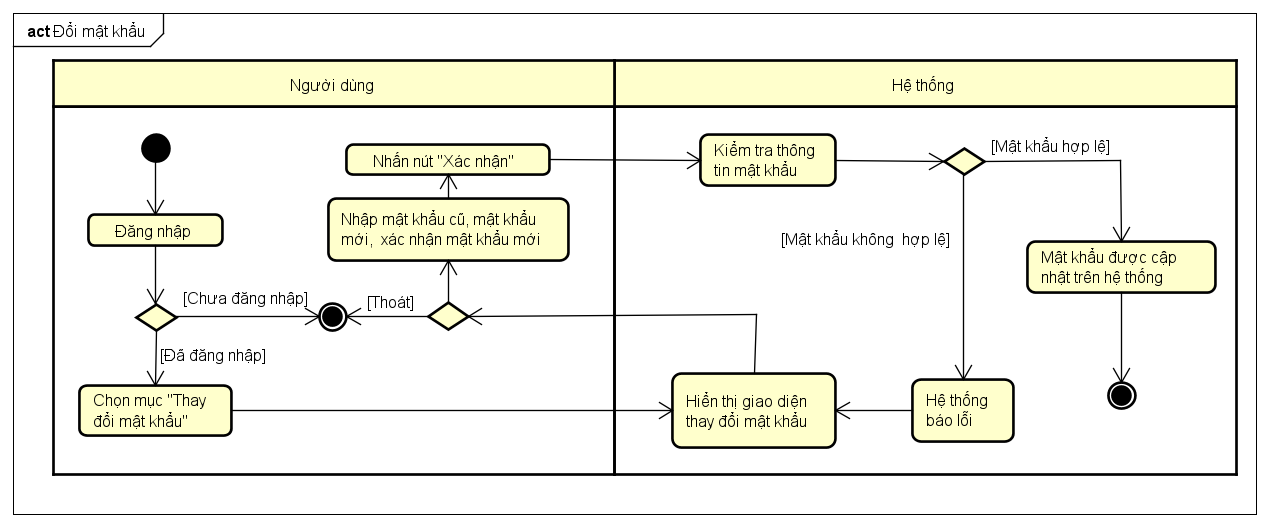 act Đổi mật khẩu
Người dùng
Hệ thống
Đăng nhập
[Chưa đăng nhập]
[Đã đăng nhập]
Chọn mục "Thay
đổi mật khẩu"
Nhấn nút "Xác nhận"
Nhập mật khẩu cũ, mật khẩu
mới, xác nhận mật khẩu mới
[Thoát]
Kiểm tra thông
tin mật khẩu
[Mật khẩu hợp lệ]
[Mật khẩu không hợp lệ]
Mật khẩu được cập
nhật trên hệ thống
Hiển thị giao diện
thay đổi mật khẩu
Hệ thống
báo lỗi